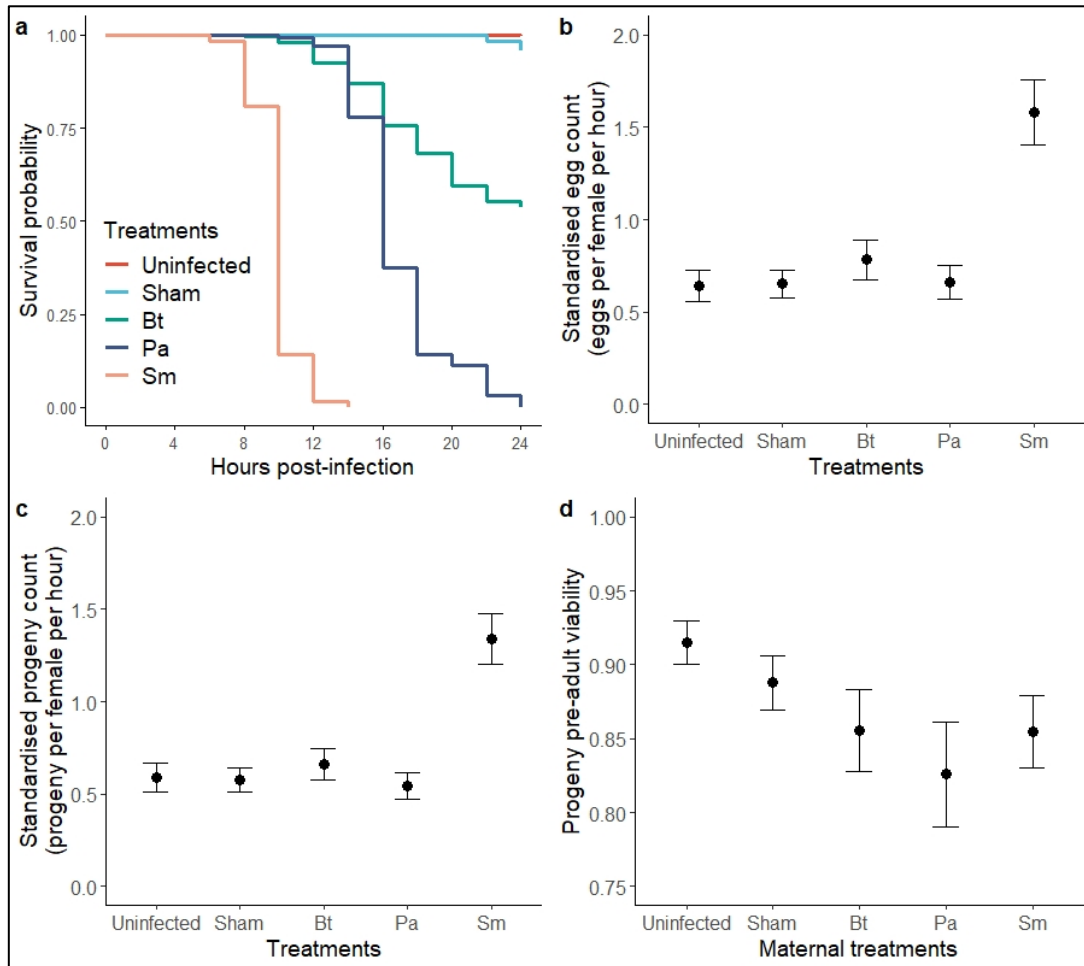 a
1.00
0.75
0.50
0.25
0.00
Survival probability
Treatments
Uninfected
Sham
Bt
Pa
Sm
0 4 8 12 16 20 24
Hours post-infection
b
2.0
1.5
1.0
0.5
0.0
Standardised egg count
(eggs per female per hour)
Uninfected Sham Bt Pa Sm
Treatments
c
2.0
1.5
1.0
0.5
0.0
Standardised progeny count
(progeny per female per hour)
Uninfected Sham Bt Pa Sm
Treatments
d
1.00
0.95
0.90
0.85
0.80
0.75
Progeny pre-adult viability
Uninfected Sham Bt Pa Sm
Maternal treatments